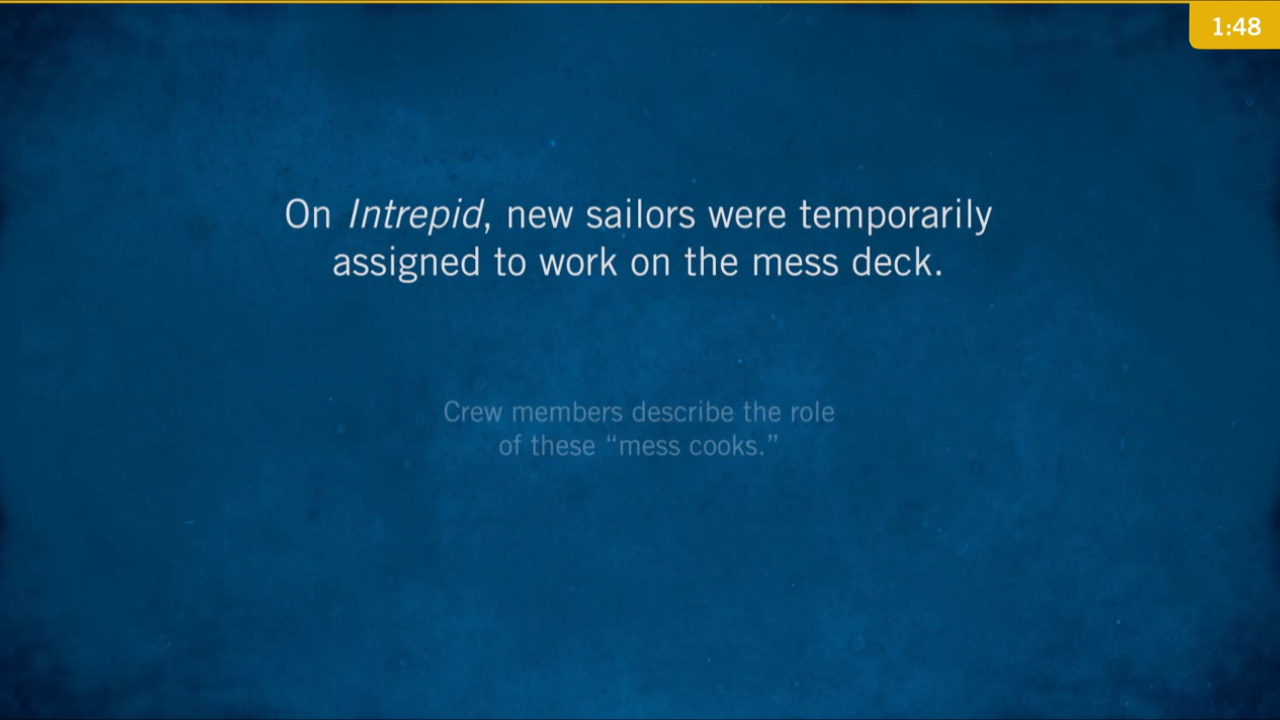 1:48
On Intrepid, new sailors were temporarily
assigned to work on the mess deck.
Crew members describe the role
of these “mess cooks.”